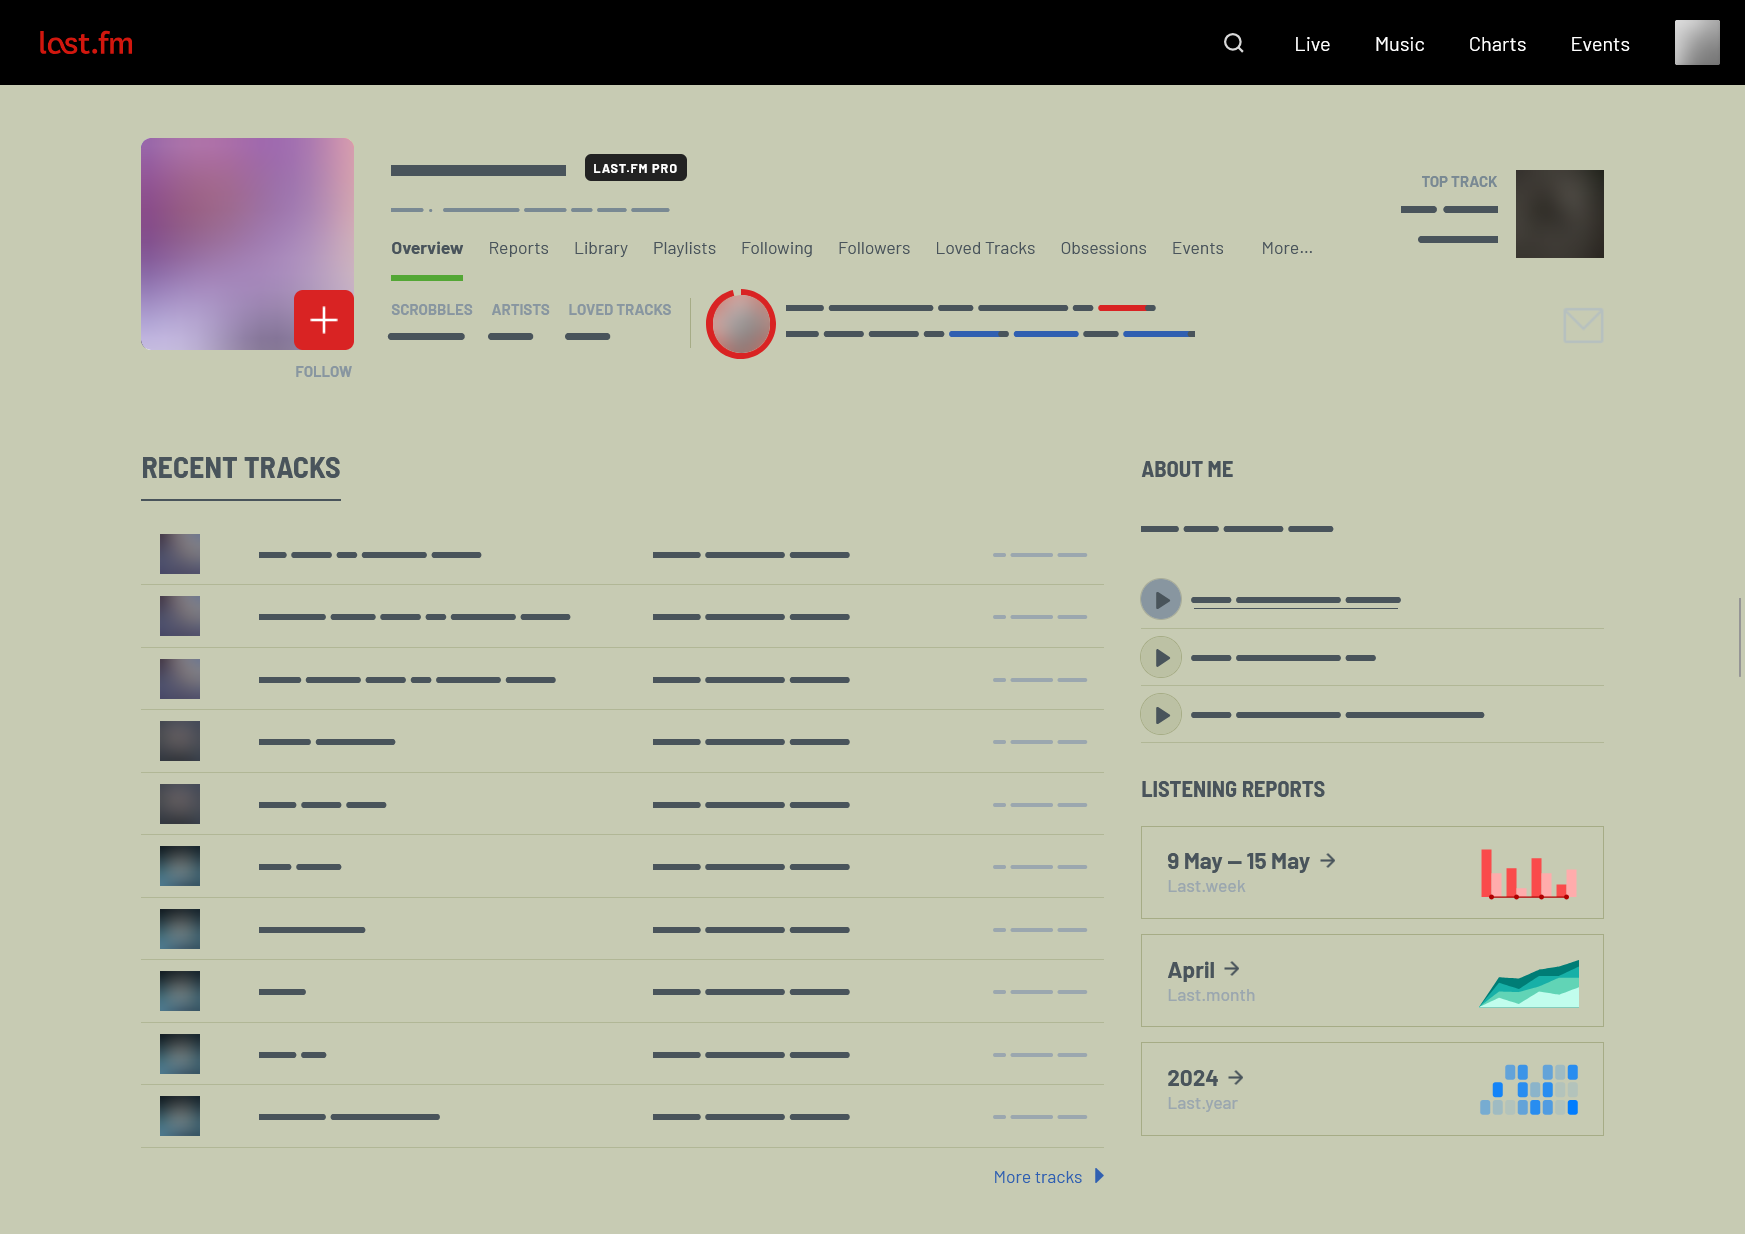 last.fm
Live Music Charts Events
LAST.FM PRO
TOP TRACK
Overview Reports Library Playlists Following Followers Loved Tracks Obsessions Events More...
SCROBBLES ARTISTS LOVED TRACKS
FOLLOW
RECENT TRACKS
More tracks
ABOUT ME
LISTENING REPORTS
9 May – 15 May →
Last.week
April →
Last.month
2024 →
Last.year